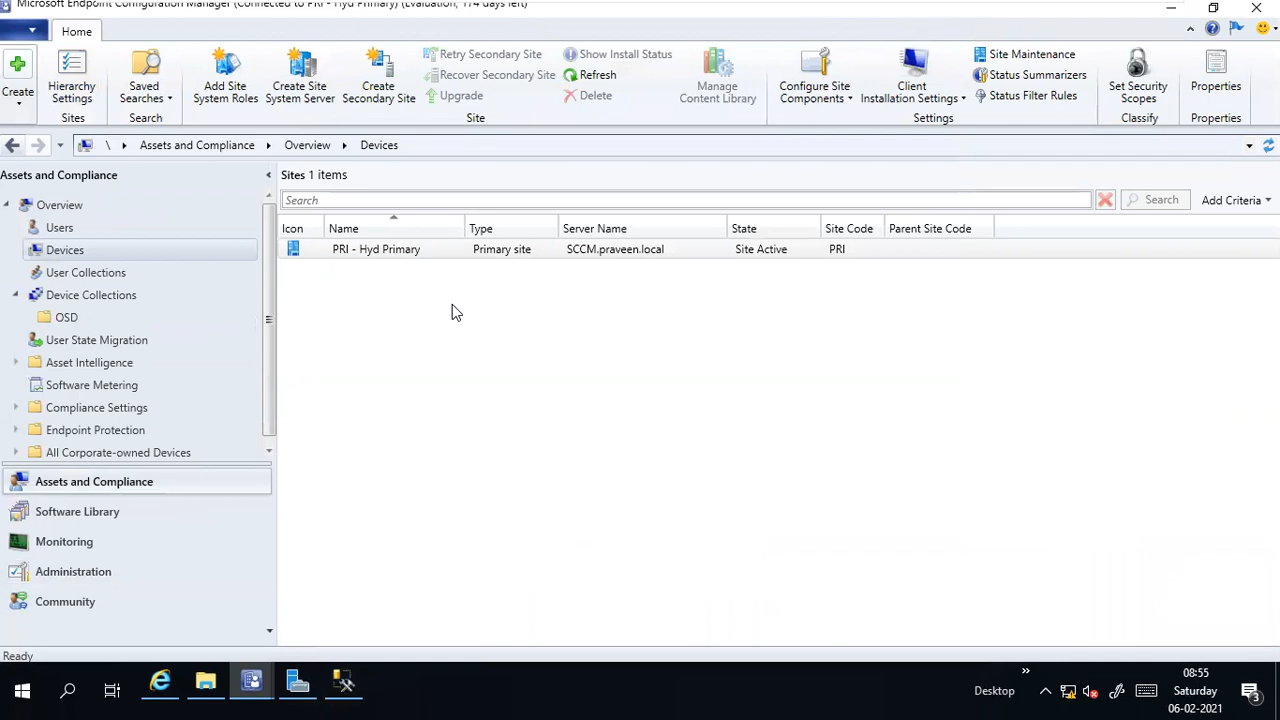 Microsoft Endpoint Configuration Manager (Connected to PRI - Hyd Primary) (Evaluation, 174 days left)
Home
Create
Hierarchy Settings
Sites
Saved Searches
Search
Add Site System Roles
Create Site System Server
Create Secondary Site
Retry Secondary Site
Recover Secondary Site
Upgrade
Show Install Status
Refresh
Delete
Site
Manage Content Library
Configure Site Components
Client Installation Settings
Site Maintenance
Status Summarizers
Status Filter Rules
Settings
Set Security Scopes
Classify
Properties
Properties
\ Assets and Compliance Overview Devices
Assets and Compliance
Overview
Users
Devices
User Collections
Device Collections
OSD
User State Migration
Asset Intelligence
Software Metering
Compliance Settings
Endpoint Protection
All Corporate-owned Devices
Assets and Compliance
Software Library
Monitoring
Administration
Community
Sites 1 items
Search Search Add Criteria
Icon Name Type Server Name State Site Code Parent Site Code
PRI - Hyd Primary Primary site SCCM.praveen.local Site Active PRI
Ready
Desktop
08:55
Saturday
06-02-2021
3